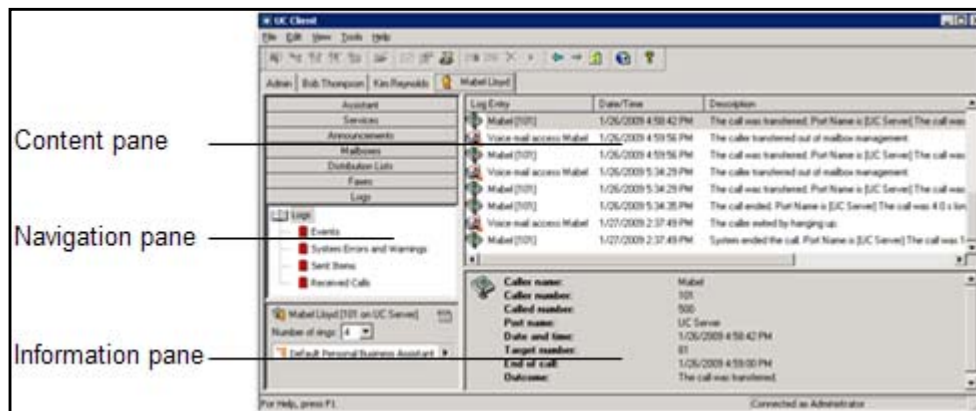 UC Client
File Edit View Tools Help
Admin Bob Thompson Kim Reynolds Mabel Lloyd
Content pane
Navigation pane
Information pane
Assistant
Services
Announcements
Mailboxes
Distribution Lists
Faxes
Logs
Logs
Events
System Errors and Warnings
Sent Items
Received Calls
Mabel Lloyd [101 on UC Server]
Number of rings: 4
Default Personal Business Assistant
Log Entry Date/Time Description
Mabel [101] 1/26/2009 4:58:42 PM The call was transferred. Port Name is [UC Server] The call was
Voice mail access Mabel 1/26/2009 4:59:56 PM The caller transferred out of mailbox management.
Mabel [101] 1/26/2009 4:59:56 PM The call was transferred. Port Name is [UC Server] The call was
Voice mail access Mabel 1/26/2009 5:34:29 PM The caller transferred out of mailbox management.
Mabel [101] 1/26/2009 5:34:29 PM The call was transferred. Port Name is [UC Server] The call was
Mabel [101] 1/26/2009 5:34:35 PM The call ended. Port Name is [UC Server] The call was 4.0 s lon
Voice mail access Mabel 1/27/2009 2:37:49 PM The caller exited by hanging up.
Mabel [101] 1/27/2009 2:37:49 PM System ended the call. Port Name is [UC Server] The call was 1
Caller name: Mabel
Caller number: 101
Called number: 500
Port name: UC Server
Date and time: 1/26/2009 4:58:42 PM
Target number: 81
End of call: 1/26/2009 4:59:00 PM
Outcome: The call was transferred.
For Help, press F1.
Connected as Administrator